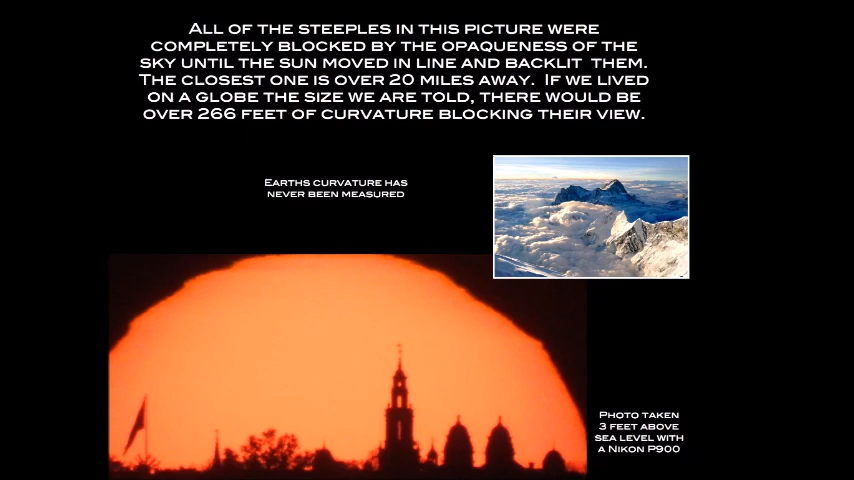 ALL OF THE STEEPLES IN THIS PICTURE WERE
COMPLETELY BLOCKED BY THE OPAQUENESS OF THE
SKY UNTIL THE SUN MOVED IN LINE AND BACKLIT THEM.
THE CLOSEST ONE IS OVER 20 MILES AWAY. IF WE LIVED
ON A GLOBE THE SIZE WE ARE TOLD, THERE WOULD BE
OVER 266 FEET OF CURVATURE BLOCKING THEIR VIEW.
EARTHS CURVATURE HAS
NEVER BEEN MEASURED
PHOTO TAKEN
3 FEET ABOVE
SEA LEVEL WITH
A NIKON P900